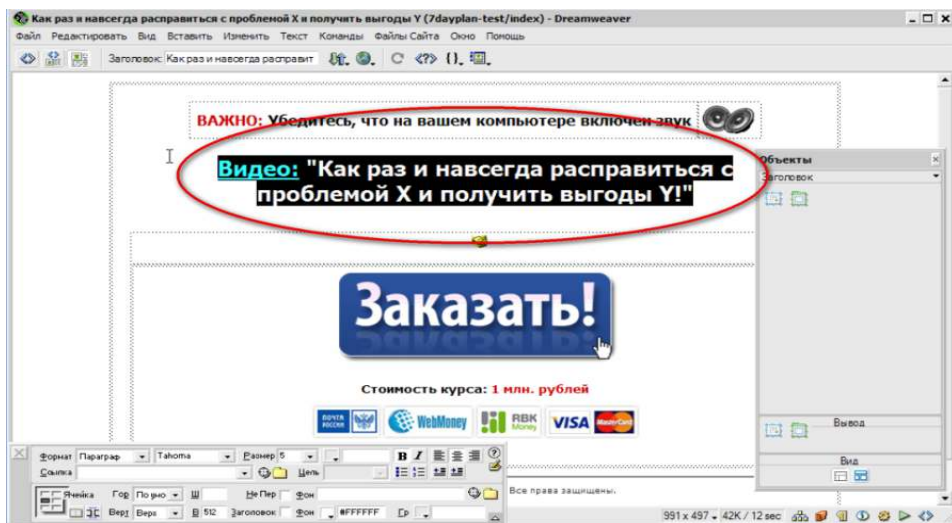 Как раз и навсегда расправиться с проблемой X и получить выгоды Y (7dayplan-test/index) - Dreamweaver
Файл Редактировать Вид Вставить Изменить Текст Команды Файлы Сайта Окно Помощь
Заголовок: Как раз и навсегда расправит
ВАЖНО: Убедитесь, что на вашем компьютере включен звук
Видео: "Как раз и навсегда расправиться с
проблемой X и получить выгоды Y!"
Объекты
Заголовок
Заказать!
Стоимость курса: 1 млн. рублей
ПОЧТА РОССИИ WebMoney RBK Money VISA MasterCard
Вывод
Вид
Формат Параграф Tahoma Размер 5 B I
Ссылка Цель
Ячейка Гор По умо Ш Не Пер Фон
Верт Верх В 512 Заголовок Фон #FFFFFF Гр
Все права защищены.
991 x 497 42K / 12 sec